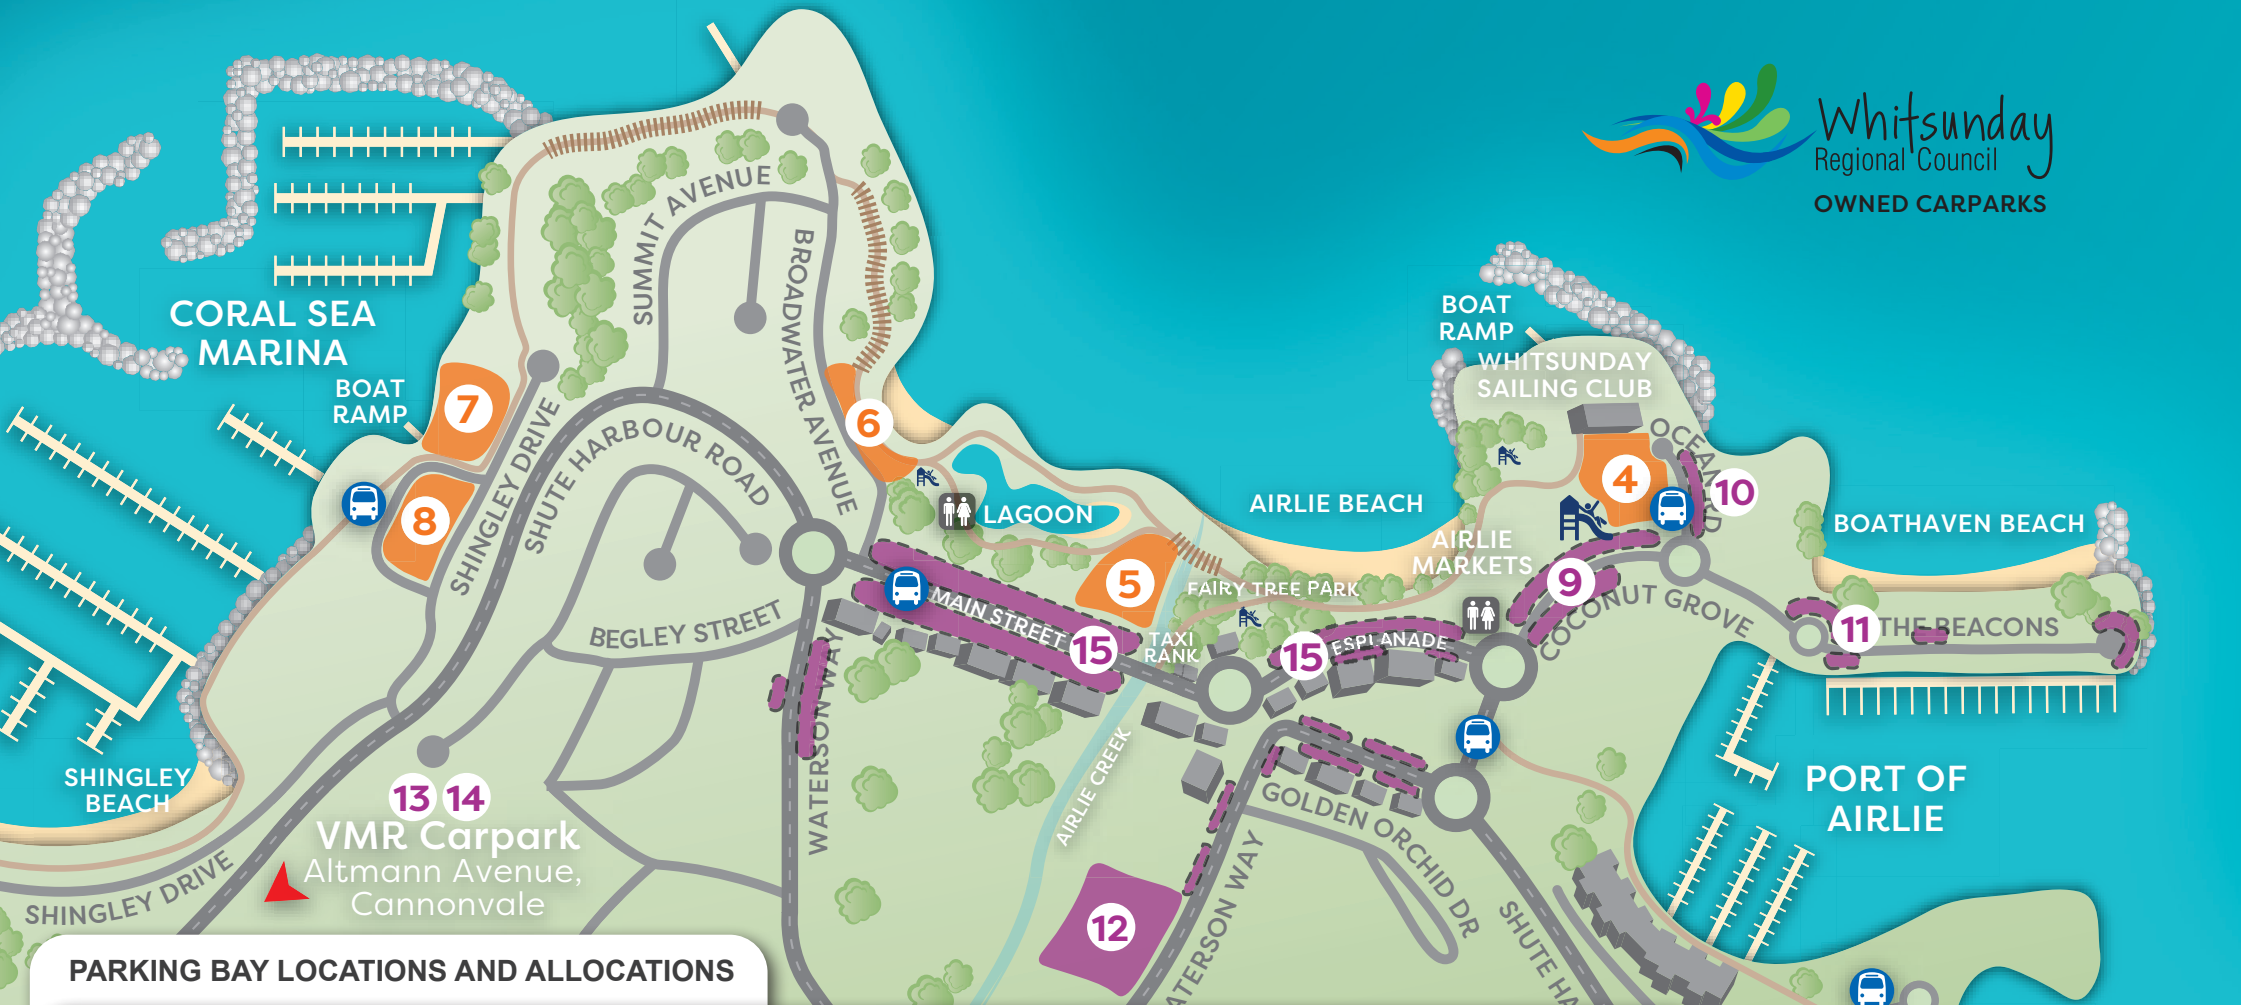 Whitsunday
Regional Council
OWNED CARPARKS
SUMMIT AVENUE
BROADWATER AVENUE
CORAL SEA
MARINA
BOAT
RAMP
7
8
6
SHINGLEY DRIVE
SHUTE HARBOUR ROAD
LAGOON
BOAT
RAMP
WHITSUNDAY
SAILING CLUB
4
10
AIRLIE BEACH
AIRLIE
MARKETS
BOATHAVEN BEACH
5
FAIRY TREE PARK
9
COCONUT GROVE
11
THE BEACONS
MAIN STREET
15
TAXI
RANK
15
ESPLANADE
BEGLEY STREET
WATERSON WAY
AIRLIE CREEK
SHINGLEY
BEACH
13 14
VMR Carpark
Altmann Avenue,
Cannonvale
SHINGLEY DRIVE
PORT OF
AIRLIE
GOLDEN ORCHID DR
12
WATERSON WAY
SHUTE HA
PARKING BAY LOCATIONS AND ALLOCATIONS